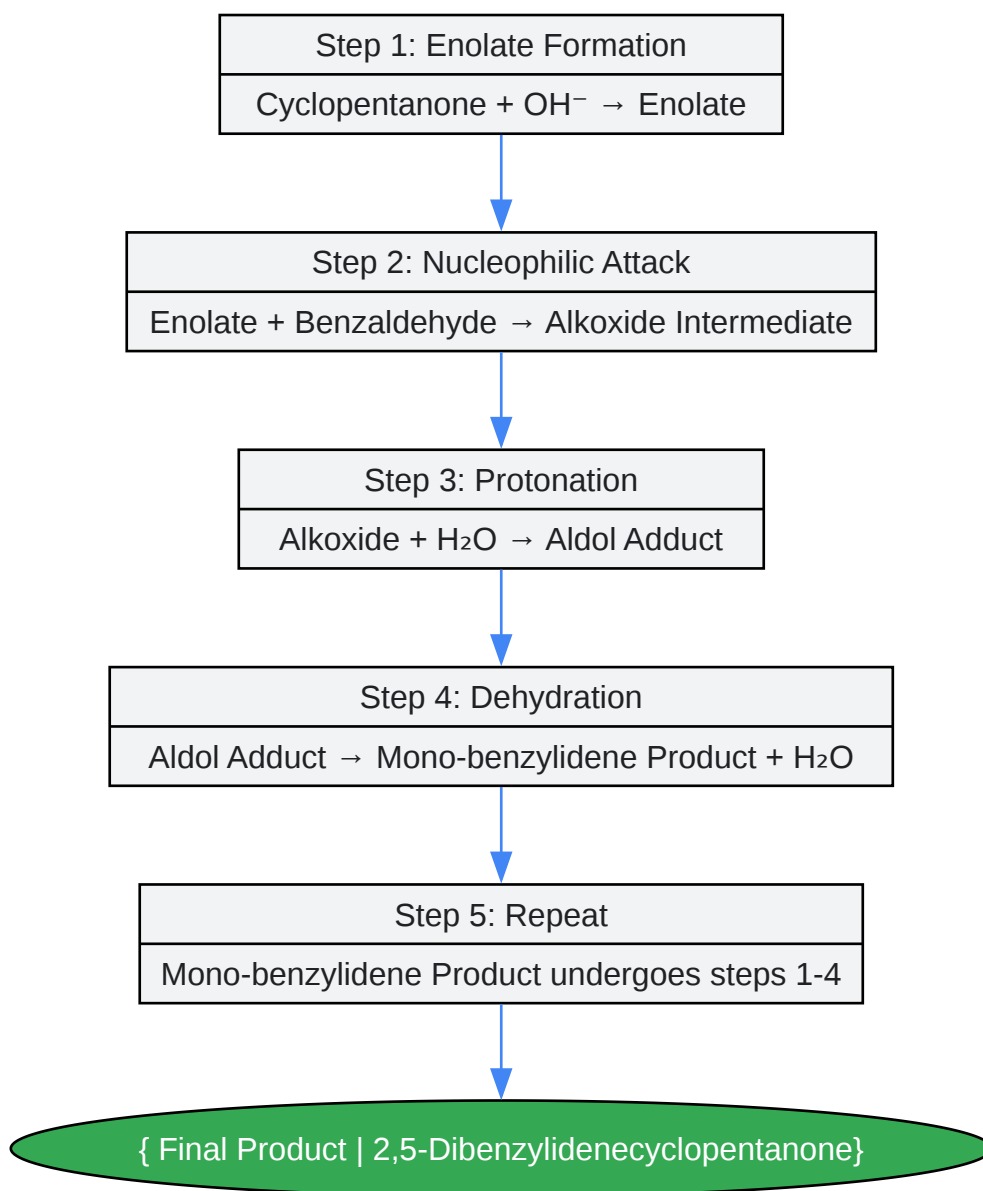 Step 1: Enolate Formation
Cyclopentanone + OH⁻ → Enolate
Step 2: Nucleophilic Attack
Enolate + Benzaldehyde → Alkoxide Intermediate
Step 3: Protonation
Alkoxide + H₂O → Aldol Adduct
Step 4: Dehydration
Aldol Adduct → Mono-benzylidene Product + H₂O
Step 5: Repeat
Mono-benzylidene Product undergoes steps 1-4
{ Final Product | 2,5-Dibenzylidenecyclopentanone}